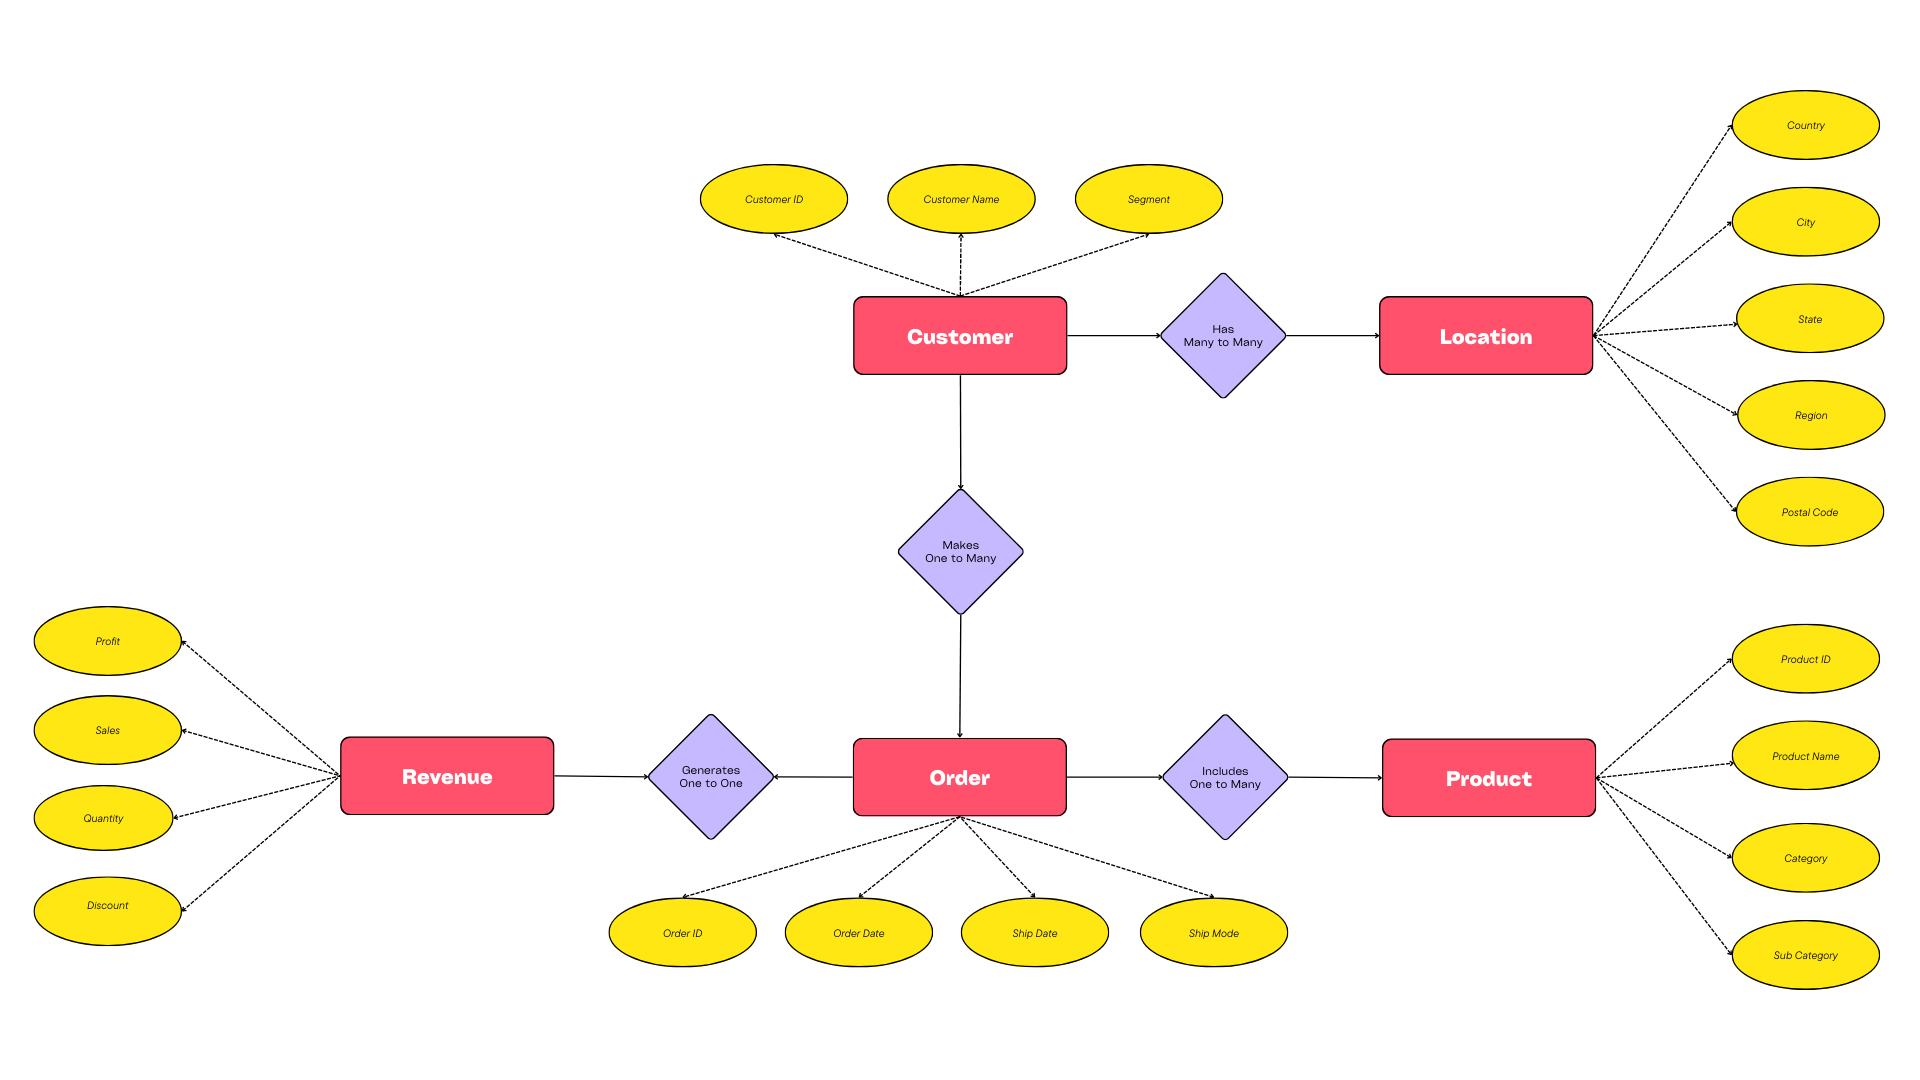 Country
City
Customer ID
Customer Name
Segment
State
Has
Many to Many
Customer
Location
Region
Postal Code
Makes
One to Many
Profit
Product ID
Sales
Product Name
Generates
One to One
Includes
One to Many
Revenue
Order
Product
Quantity
Category
Discount
Order ID
Order Date
Ship Date
Ship Mode
Sub Category